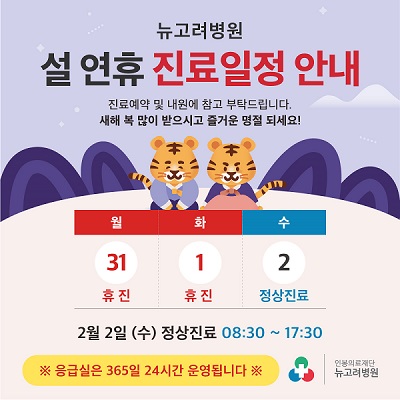 뉴고려병원
설 연휴 진료일정 안내
진료예약 및 내원에 참고 부탁드립니다.
새해 복 많이 받으시고 즐거운 명절 되세요!
월 화 수
31 1 2
휴 진 휴 진 정상진료
2월 2일 (수) 정상진료 08:30 ~ 17:30
※ 응급실은 365일 24시간 운영됩니다 ※
인봉의료재단
뉴고려병원